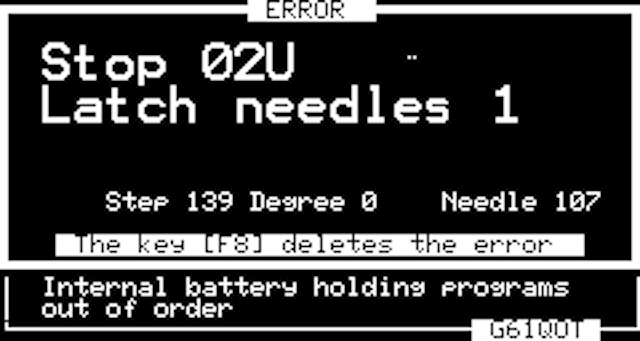 ERROR
Stop 02U
Latch needles 1
Step 139 Degree 0 Needle 107
The key [F8] deletes the error
Internal battery holding programs
out of order
G61QOT